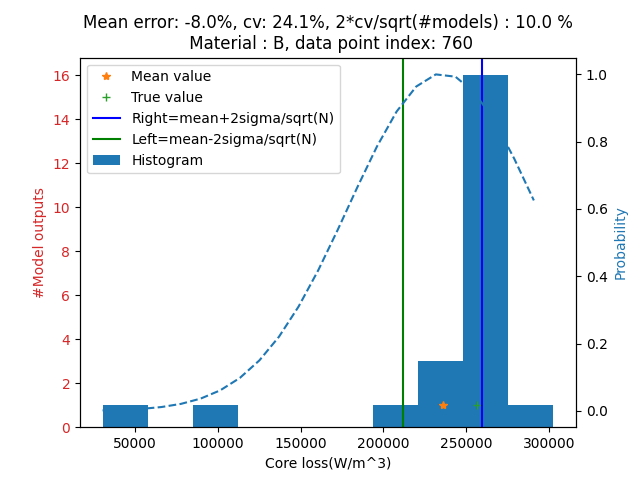 Mean error: -8.0%, cv: 24.1%, 2*cv/sqrt(#models) : 10.0 %
Material : B, data point index: 760
Mean value
True value
Right=mean+2sigma/sqrt(N)
Left=mean-2sigma/sqrt(N)
Histogram
16
14
12
10
8
6
4
2
0
#Model outputs
1.0
0.8
0.6
0.4
0.2
0.0
Probability
50000 100000 150000 200000 250000 300000
Core loss(W/m^3)